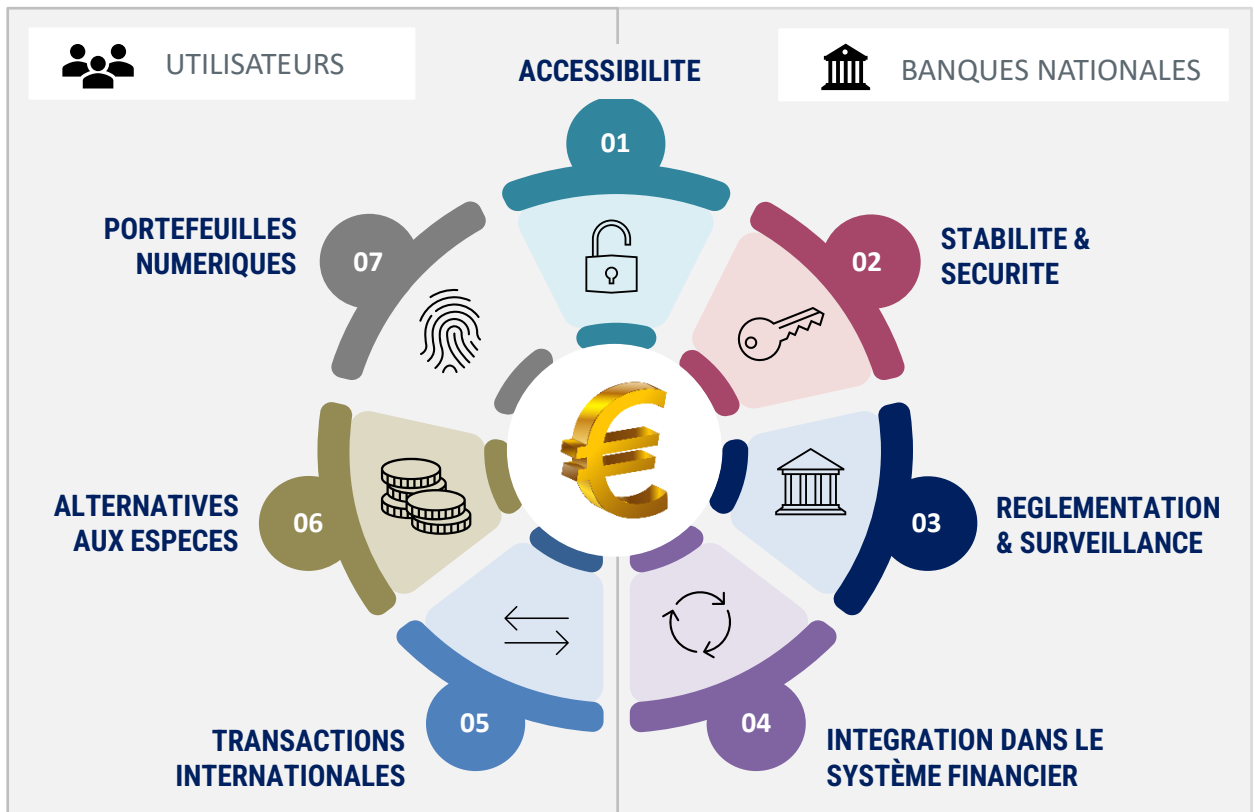 UTILISATEURS
BANQUES NATIONALES
ACCESSIBILITE
01
02
STABILITE &
SECURITE
03
REGLEMENTATION
& SURVEILLANCE
04
INTEGRATION DANS LE
SYSTÈME FINANCIER
05
TRANSACTIONS
INTERNATIONALES
06
ALTERNATIVES
AUX ESPECES
07
PORTEFEUILLES
NUMERIQUES
€